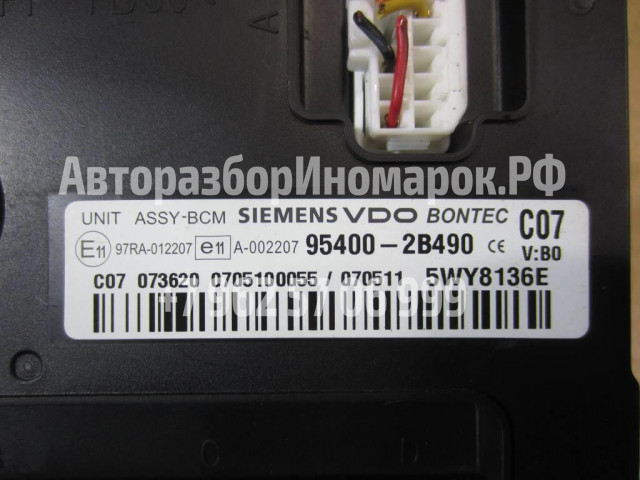 A
АвторазборИномарок.РФ
UNIT ASSY-BCM SIEMENS VDO BONTEC C07
E11 97RA-012207 e11 A-002207 95400-2B490 CE V:B0
C07 073620 0705100055/070511 5WY8136E
+79023706999
C D